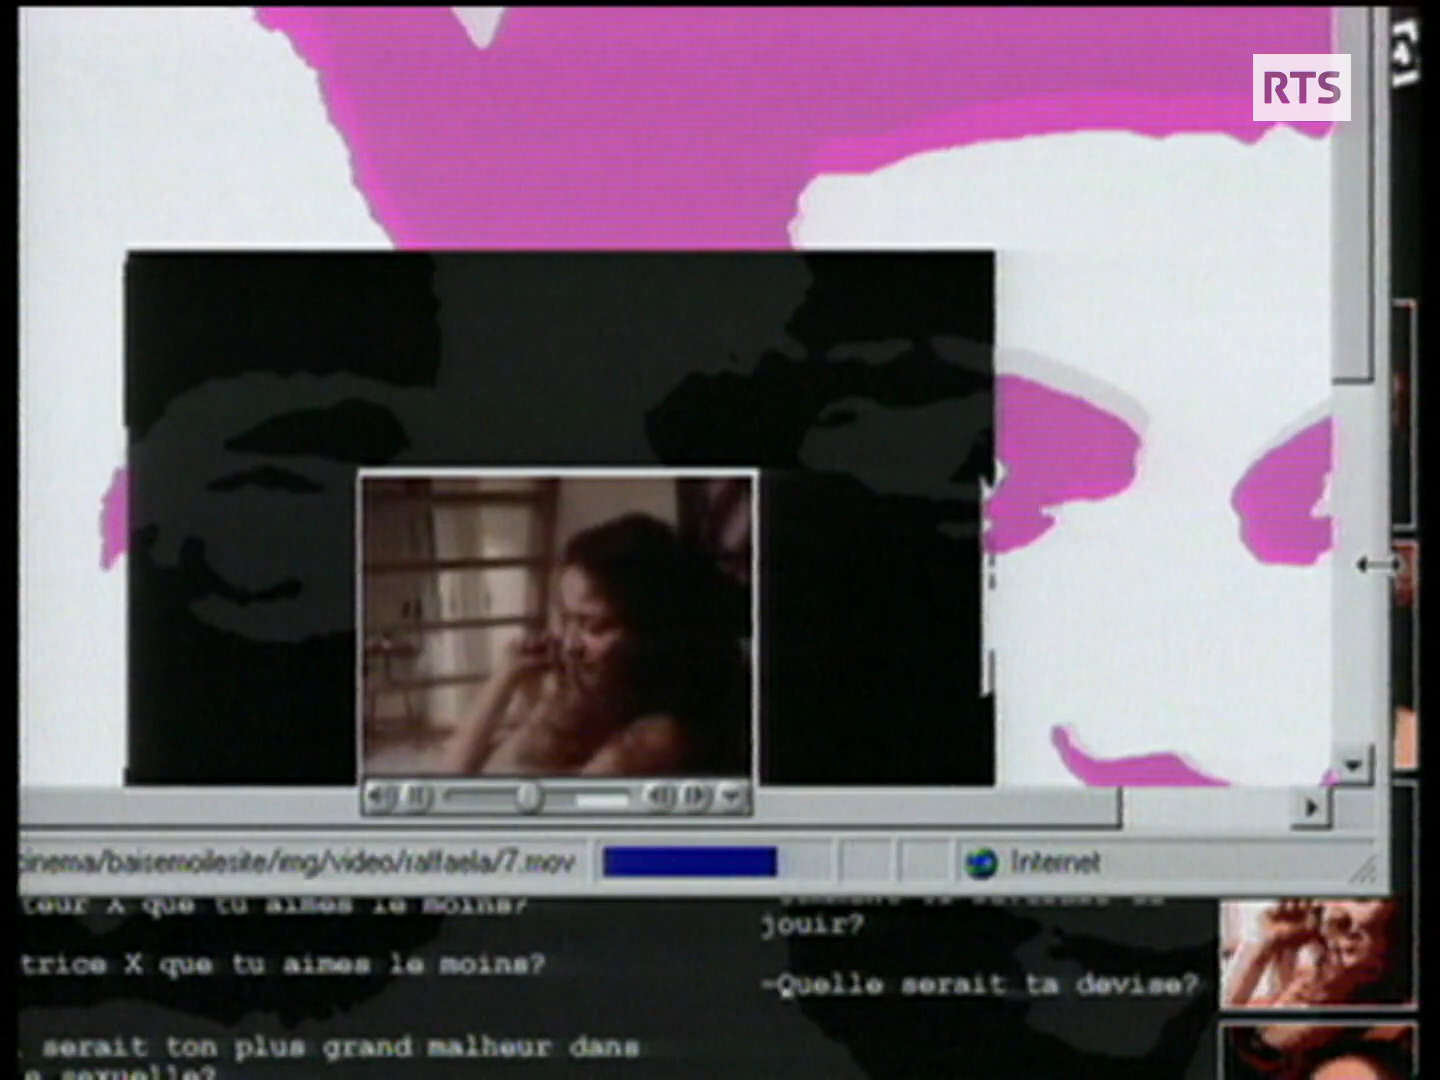 RTS
cinema/baisemoilesite/img/video/raffaela/7.mov
Internet
teur X que tu aimes le moins?
jouir?
trice X que tu aimes le moins?
-Quelle serait ta devise?
serait ton plus grand malheur dans
sexuelle?